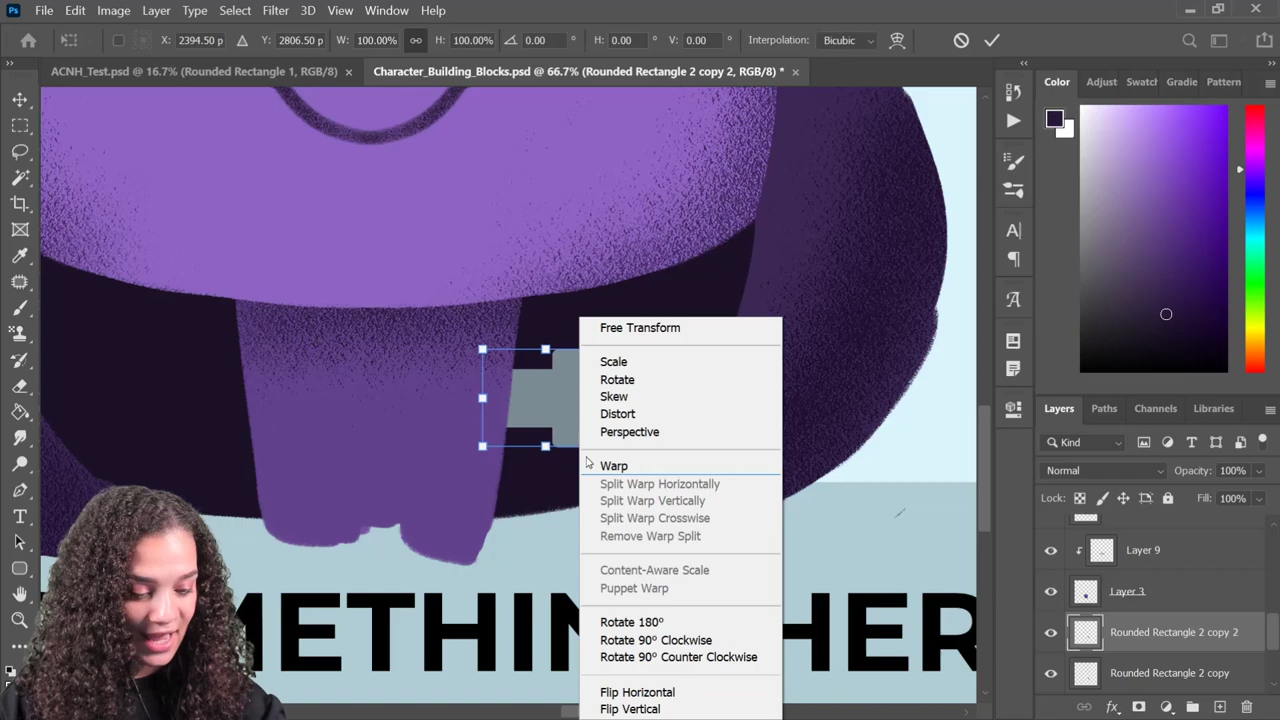 Ps File Edit Image Layer Type Select Filter 3D View Window Help
X: 2394.50 p Y: 2806.50 p W: 100.00% H: 100.00% 0.00 ° H: 0.00 ° V: 0.00 ° Interpolation: Bicubic
ACNH_Test.psd @ 16.7% (Rounded Rectangle 1, RGB/8) × Character_Building_Blocks.psd @ 66.7% (Rounded Rectangle 2 copy 2, RGB/8) * ×
Color Adjust Swatch Gradie Pattern
Free Transform
Scale
Rotate
Skew
Distort
Perspective
Warp
Split Warp Horizontally
Split Warp Vertically
Split Warp Crosswise
Remove Warp Split
Content-Aware Scale
Puppet Warp
Rotate 180°
Rotate 90° Clockwise
Rotate 90° Counter Clockwise
Flip Horizontal
Flip Vertical
METHIN HER
Layers Paths Channels Libraries
Kind
Normal Opacity: 100%
Lock: Fill: 100%
Layer 9
Layer 3
Rounded Rectangle 2 copy 2
Rounded Rectangle 2 copy